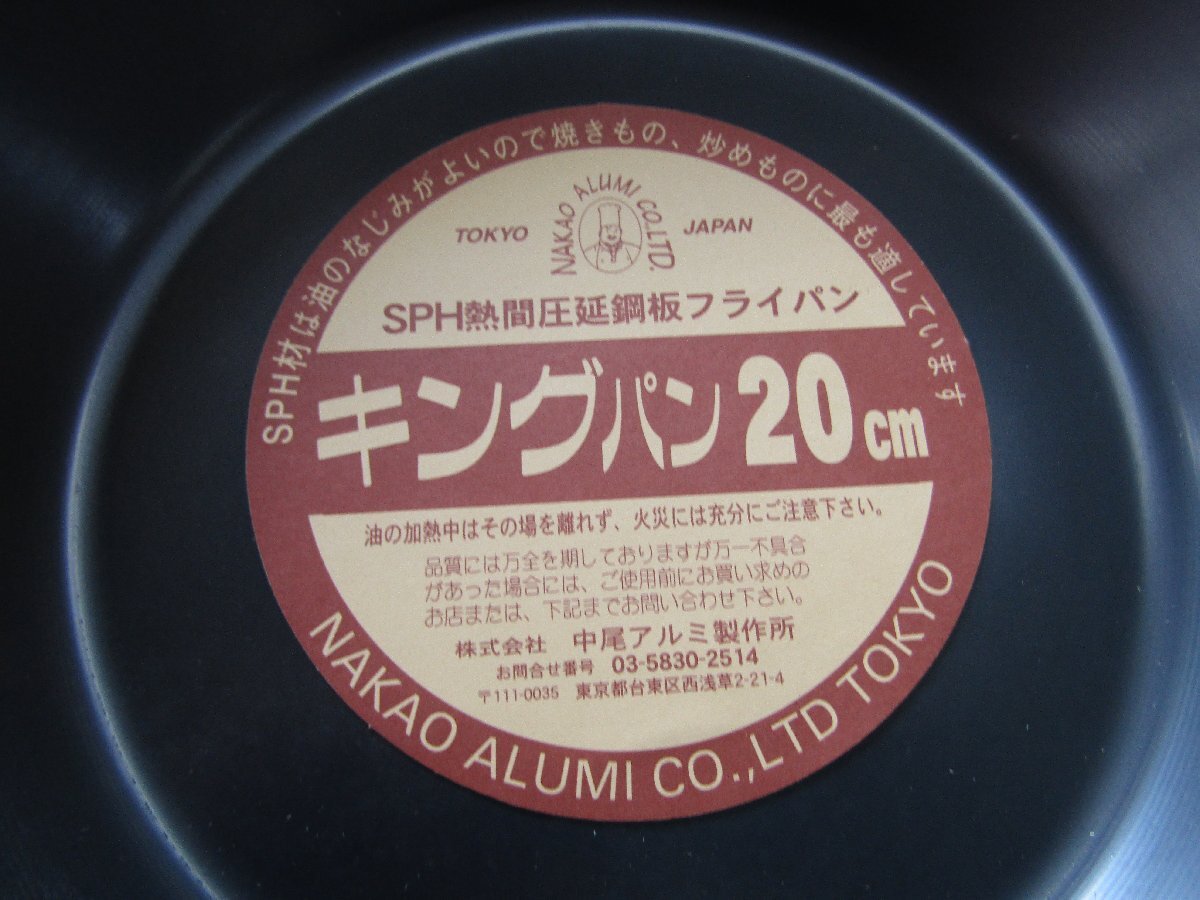 SPH材は油のなじみがよいので焼きもの、炒めものに最も適しています
NAKAO ALUMI CO.,LTD.
TOKYO JAPAN
SPH熱間圧延鋼板フライパン
キングパン20cm
油の加熱中はその場を離れず、火災には充分にご注意下さい。
品質には万全を期しておりますが万一不具合
があった場合には、ご使用前にお買い求めの
お店または、下記までお問い合わせ下さい。
株式会社 中尾アルミ製作所
お問合せ番号 03-5830-2514
〒111-0035 東京都台東区西浅草2-21-4
NAKAO ALUMI CO.,LTD TOKYO